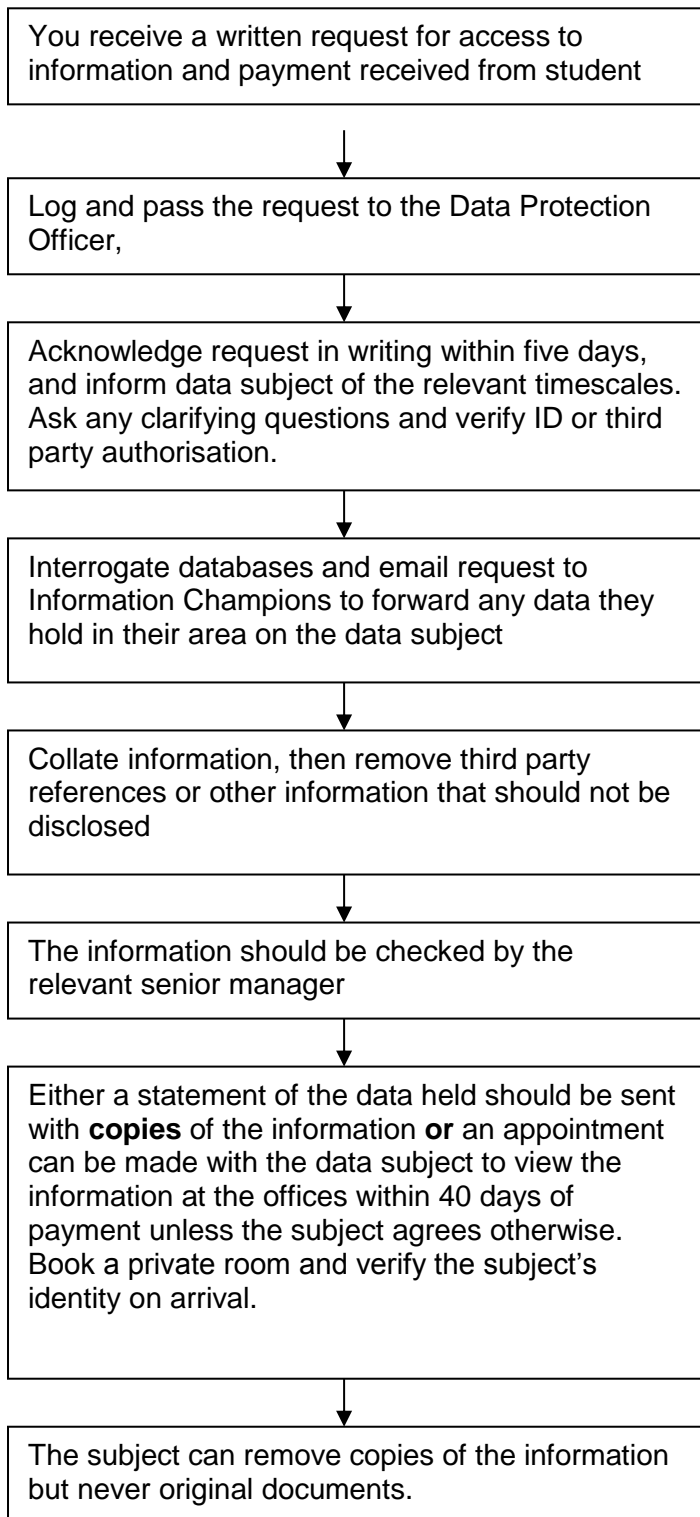 You receive a written request for access to
information and payment received from student
Log and pass the request to the Data Protection
Officer,
Acknowledge request in writing within five days,
and inform data subject of the relevant timescales.
Ask any clarifying questions and verify ID or third
party authorisation.
Interrogate databases and email request to
Information Champions to forward any data they
hold in their area on the data subject
Collate information, then remove third party
references or other information that should not be
disclosed
The information should be checked by the
relevant senior manager
Either a statement of the data held should be sent
with copies of the information or an appointment
can be made with the data subject to view the
information at the offices within 40 days of
payment unless the subject agrees otherwise.
Book a private room and verify the subject’s
identity on arrival.
The subject can remove copies of the information
but never original documents.